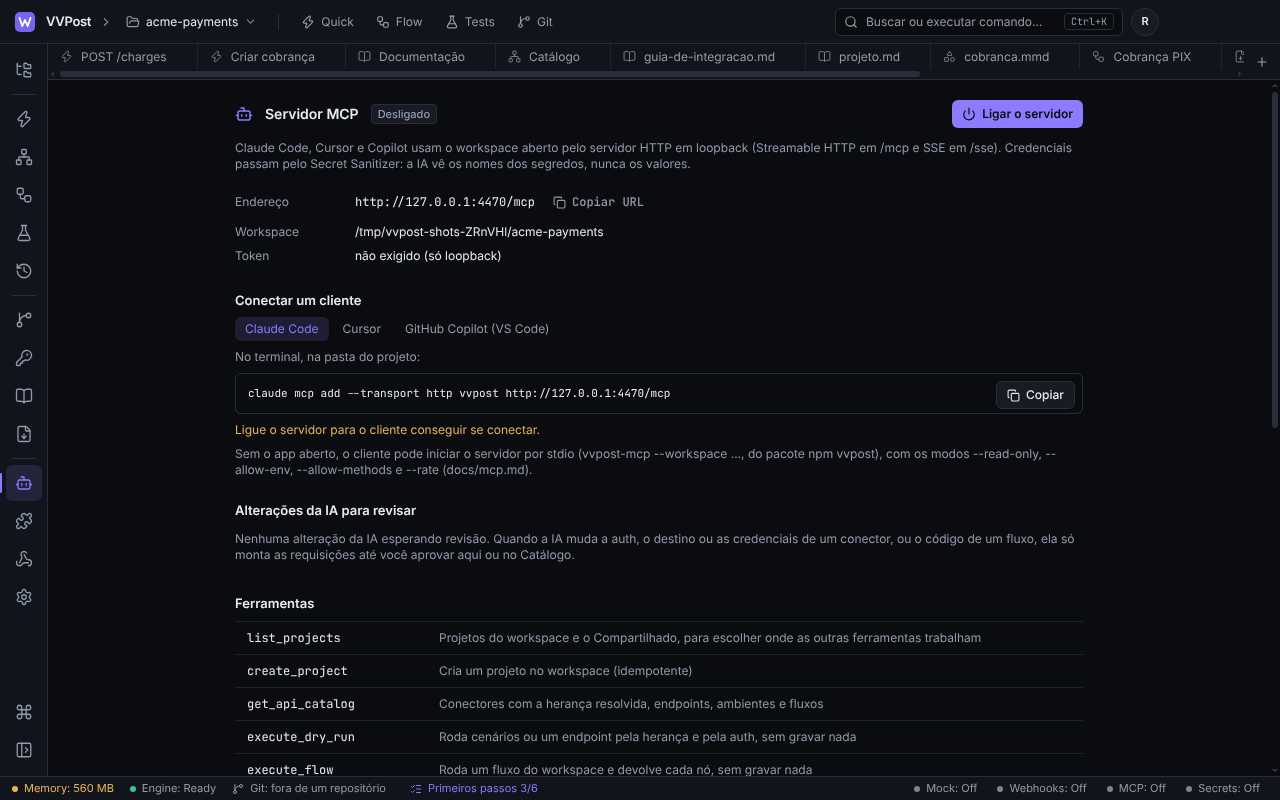 VVPost
acme-payments
Quick
Flow
Tests
Git
Buscar ou executar comando...
Ctrl+K
R
POST /charges
Criar cobrança
Documentação
Catálogo
guia-de-integracao.md
projeto.md
cobranca.mmd
Cobrança PIX
Servidor MCP
Desligado
Ligar o servidor
Claude Code, Cursor e Copilot usam o workspace aberto pelo servidor HTTP em loopback (Streamable HTTP em /mcp e SSE em /sse). Credenciais
passam pelo Secret Sanitizer: a IA vê os nomes dos segredos, nunca os valores.
Endereço
http://127.0.0.1:4470/mcp
Copiar URL
Workspace
/tmp/vvpost-shots-ZRnVHI/acme-payments
Token
não exigido (só loopback)
Conectar um cliente
Claude Code
Cursor
GitHub Copilot (VS Code)
No terminal, na pasta do projeto:
claude mcp add --transport http vvpost http://127.0.0.1:4470/mcp
Copiar
Ligue o servidor para o cliente conseguir se conectar.
Sem o app aberto, o cliente pode iniciar o servidor por stdio (vvpost-mcp --workspace ..., do pacote npm vvpost), com os modos --read-only, --
allow-env, --allow-methods e --rate (docs/mcp.md).
Alterações da IA para revisar
Nenhuma alteração da IA esperando revisão. Quando a IA muda a auth, o destino ou as credenciais de um conector, ou o código de um fluxo, ela só
monta as requisições até você aprovar aqui ou no Catálogo.
Ferramentas
list_projects
Projetos do workspace e o Compartilhado, para escolher onde as outras ferramentas trabalham
create_project
Cria um projeto no workspace (idempotente)
get_api_catalog
Conectores com a herança resolvida, endpoints, ambientes e fluxos
execute_dry_run
Roda cenários ou um endpoint pela herança e pela auth, sem gravar nada
execute_flow
Roda um fluxo do workspace e devolve cada nó, sem gravar nada
Memory: 560 MB
Engine: Ready
Git: fora de um repositório
Primeiros passos 3/6
Mock: Off
Webhooks: Off
MCP: Off
Secrets: Off